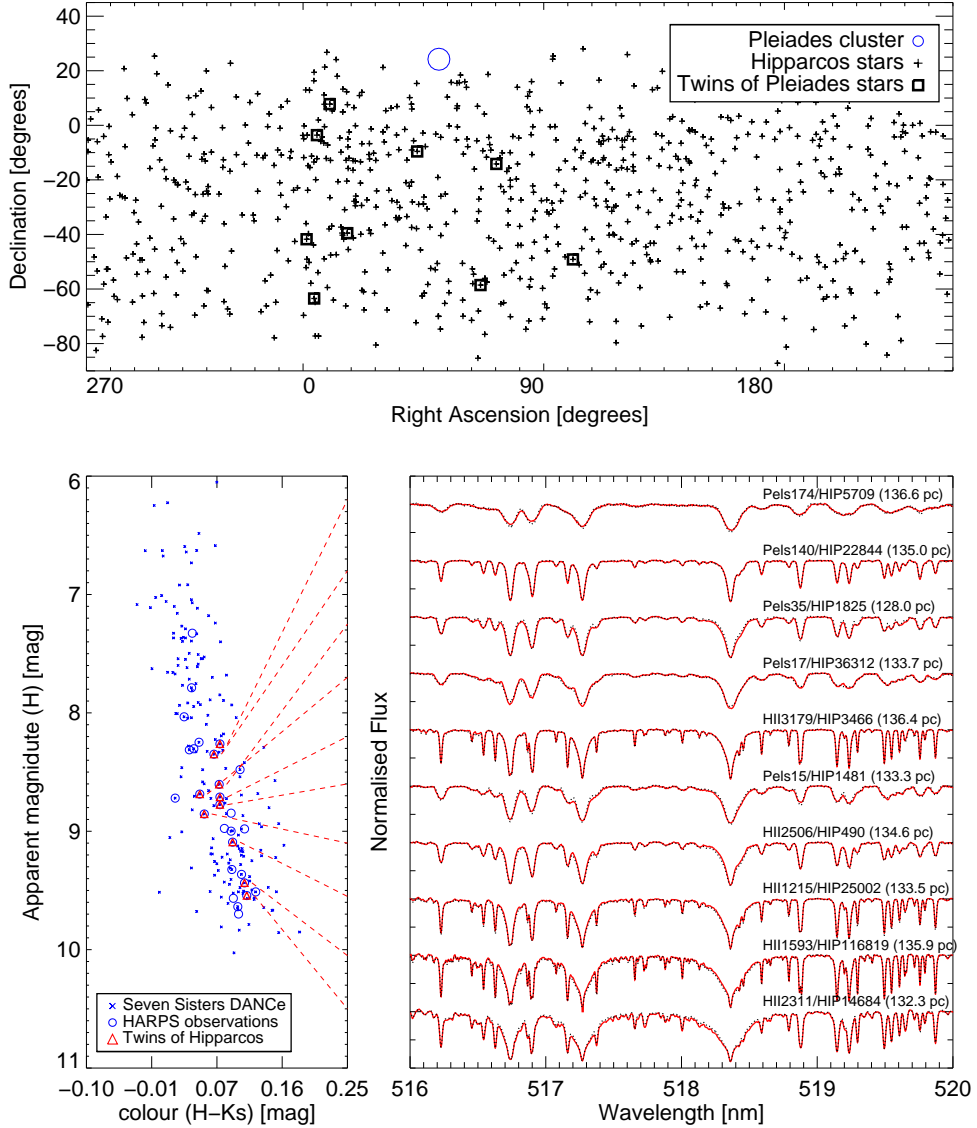 40
20
0
−20
−40
−60
−80
Declination [degrees]
Pleiades cluster
Hipparcos stars
Twins of Pleiades stars
270
0
90
180
Right Ascension [degrees]
6
7
8
9
10
11
Apparent magnidute (H) [mag]
Seven Sisters DANCe
HARPS observations
Twins of Hipparcos
−0.10
−0.01
0.07
0.16
0.25
colour (H−Ks) [mag]
Normalised Flux
Pels174/HIP5709 (136.6 pc)
Pels140/HIP22844 (135.0 pc)
Pels35/HIP1825 (128.0 pc)
Pels17/HIP36312 (133.7 pc)
HII3179/HIP3466 (136.4 pc)
Pels15/HIP1481 (133.3 pc)
HII2506/HIP490 (134.6 pc)
HII1215/HIP25002 (133.5 pc)
HII1593/HIP116819 (135.9 pc)
HII2311/HIP14684 (132.3 pc)
516
517
518
519
520
Wavelength [nm]